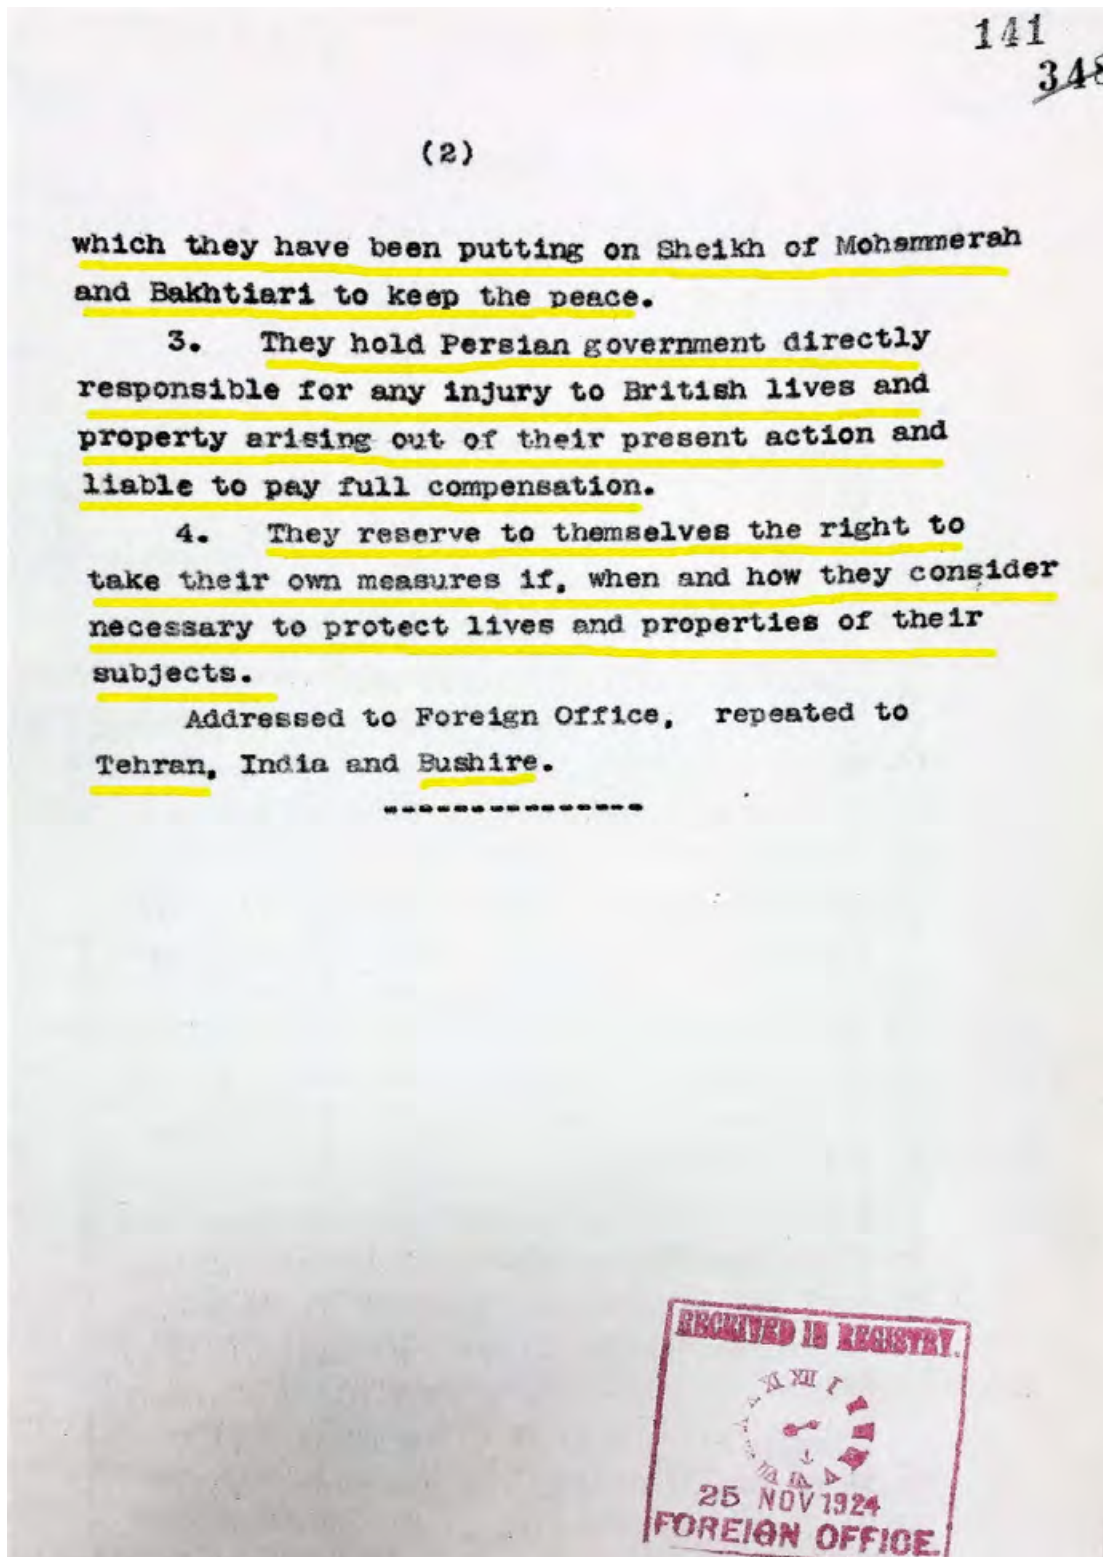 141
348
(2)
which they have been putting on Sheikh of Mohammerah
and Bakhtiari to keep the peace.
3. They hold Persian government directly
responsible for any injury to British lives and
property arising out of their present action and
liable to pay full compensation.
4. They reserve to themselves the right to
take their own measures if, when and how they consider
necessary to protect lives and properties of their
subjects.
Addressed to Foreign Office, repeated to
Tehran, India and Bushire.
RECEIVED IN REGISTRY.
XI XII I
V VI VII
25 NOV 1924
FOREIGN OFFICE.